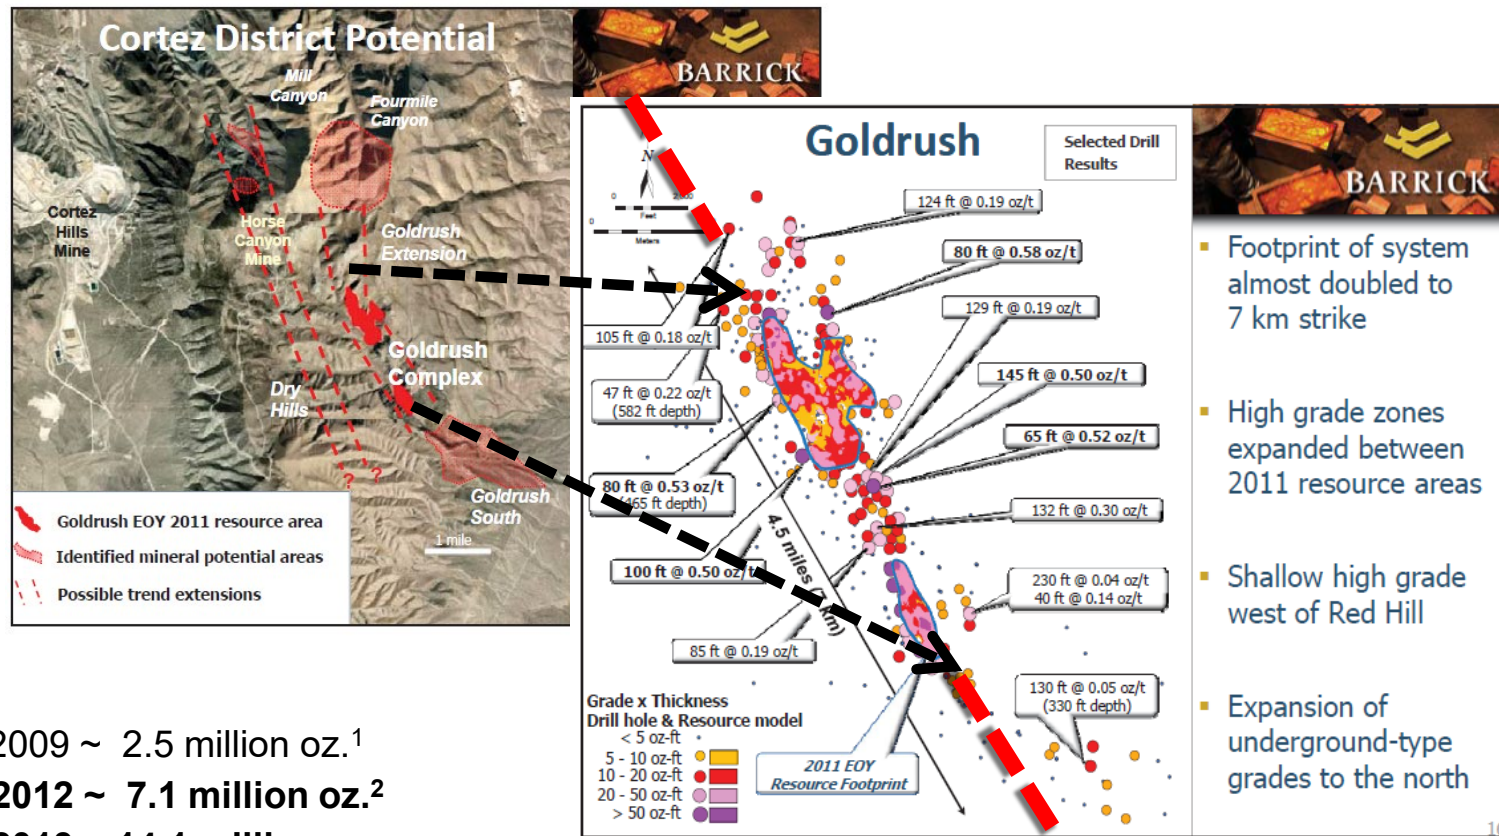 Cortez District Potential
Mill
Canyon
Fourmile
Canyon
Cortez
Hills
Mine
Horse
Canyon
Mine
Goldrush
Extension
Goldrush
Complex
Dry
Hills
? ?
Goldrush
South
1 mile
Goldrush EOY 2011 resource area
Identified mineral potential areas
Possible trend extensions
BARRICK
Goldrush
Selected Drill
Results
N
0
Feet
0
Meters
124 ft @ 0.19 oz/t
80 ft @ 0.58 oz/t
129 ft @ 0.19 oz/t
105 ft @ 0.18 oz/t
47 ft @ 0.22 oz/t
(582 ft depth)
145 ft @ 0.50 oz/t
65 ft @ 0.52 oz/t
80 ft @ 0.53 oz/t
(465 ft depth)
132 ft @ 0.30 oz/t
100 ft @ 0.50 oz/t
4.5 miles (7 km)
230 ft @ 0.04 oz/t
40 ft @ 0.14 oz/t
85 ft @ 0.19 oz/t
130 ft @ 0.05 oz/t
(330 ft depth)
Grade x Thickness
Drill hole & Resource model
< 5 oz-ft
5 - 10 oz-ft
10 - 20 oz-ft
20 - 50 oz-ft
> 50 oz-ft
2011 EOY
Resource Footprint
BARRICK
▪ Footprint of system
almost doubled to
7 km strike
▪ High grade zones
expanded between
2011 resource areas
▪ Shallow high grade
west of Red Hill
▪ Expansion of
underground-type
grades to the north
2009 ~ 2.5 million oz.¹
2012 ~ 7.1 million oz.²